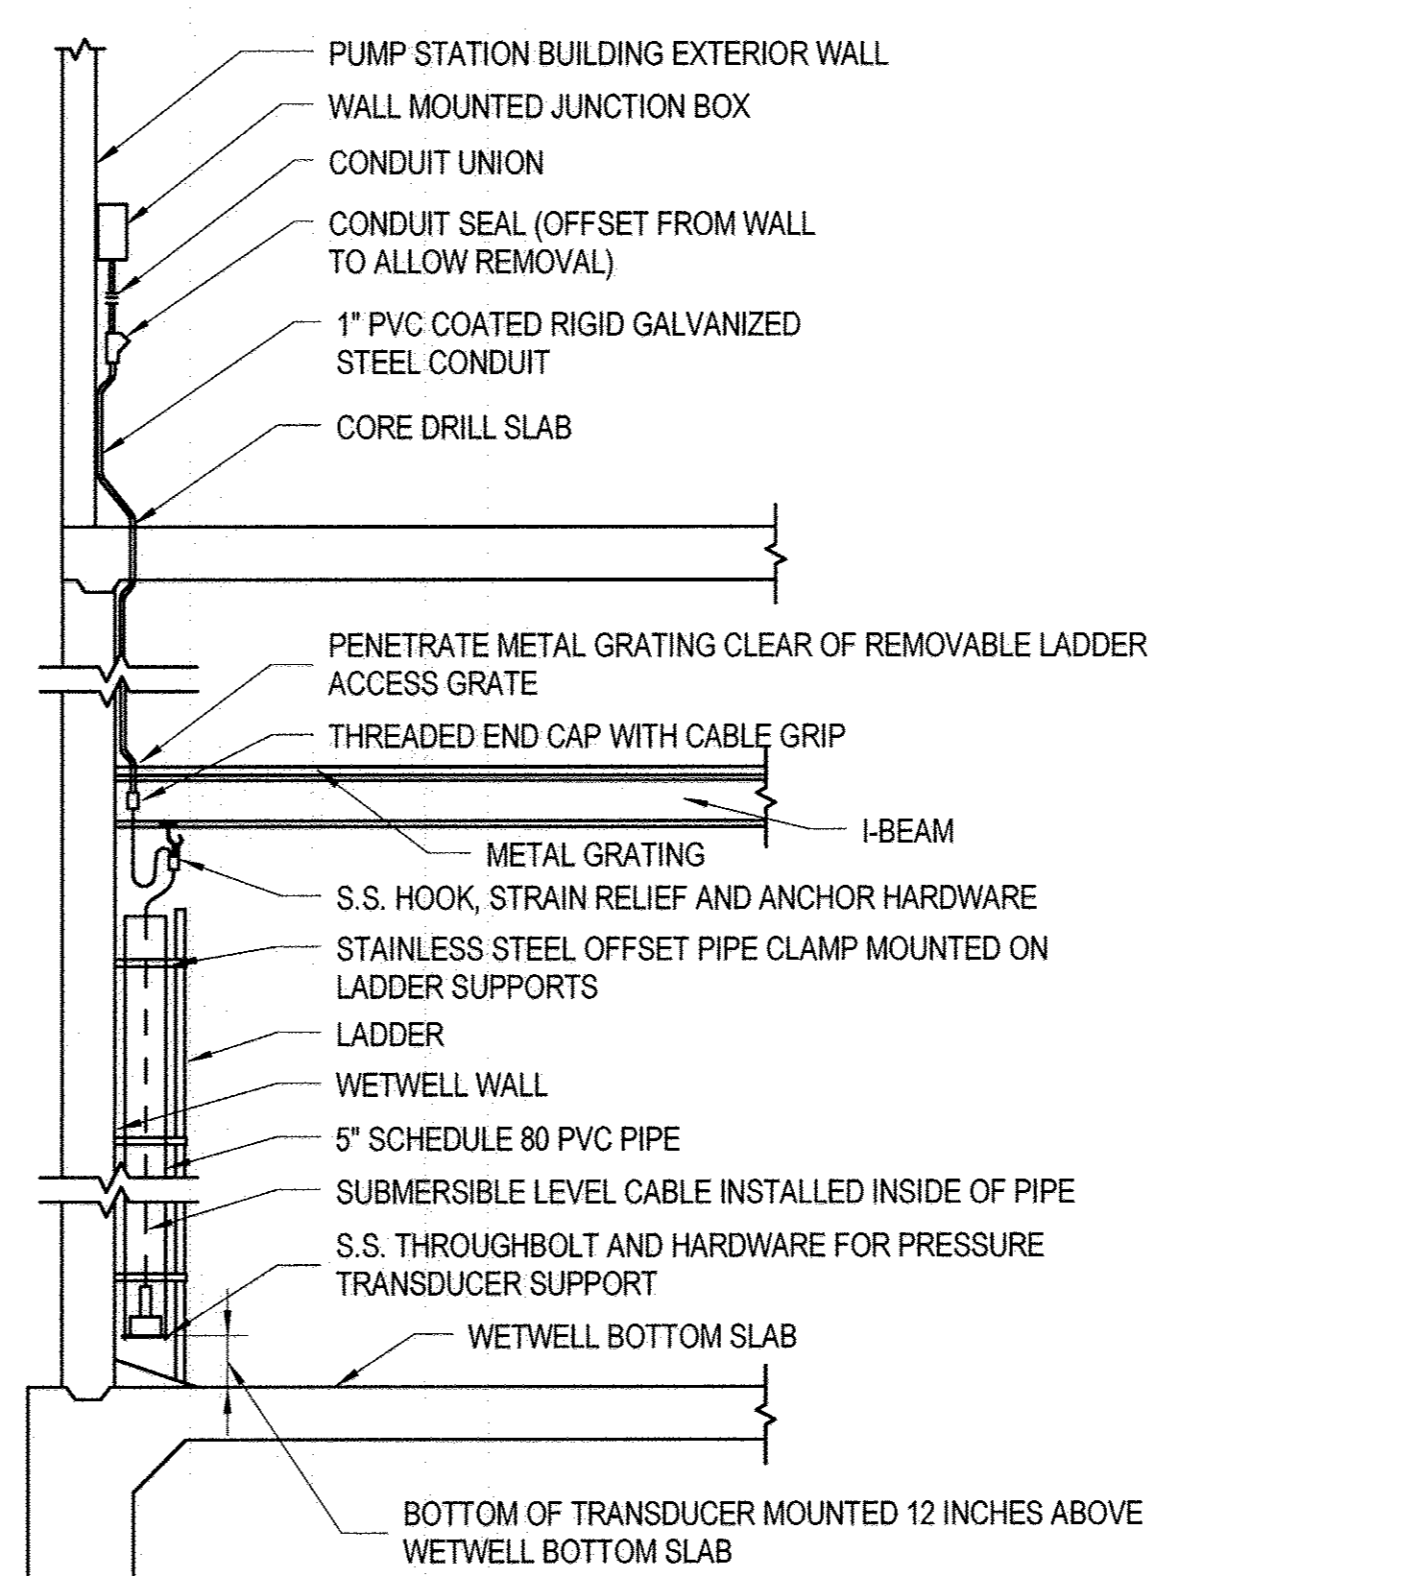 PUMP STATION BUILDING EXTERIOR WALL
WALL MOUNTED JUNCTION BOX
CONDUIT UNION
CONDUIT SEAL (OFFSET FROM WALL
TO ALLOW REMOVAL)
1" PVC COATED RIGID GALVANIZED
STEEL CONDUIT
CORE DRILL SLAB
PENETRATE METAL GRATING CLEAR OF REMOVABLE LADDER
ACCESS GRATE
THREADED END CAP WITH CABLE GRIP
I-BEAM
METAL GRATING
S.S. HOOK, STRAIN RELIEF AND ANCHOR HARDWARE
STAINLESS STEEL OFFSET PIPE CLAMP MOUNTED ON
LADDER SUPPORTS
LADDER
WETWELL WALL
5" SCHEDULE 80 PVC PIPE
SUBMERSIBLE LEVEL CABLE INSTALLED INSIDE OF PIPE
S.S. THROUGHBOLT AND HARDWARE FOR PRESSURE
TRANSDUCER SUPPORT
WETWELL BOTTOM SLAB
BOTTOM OF TRANSDUCER MOUNTED 12 INCHES ABOVE
WETWELL BOTTOM SLAB